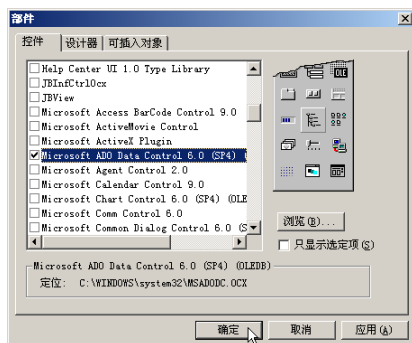 部件
控件
设计器
可插入对象
Help Center UI 1.0 Type Library
JBInfCtrlOcx
JBView
Microsoft Access BarCode Control 9.0
Microsoft ActiveMovie Control
Microsoft ActiveX Plugin
Microsoft ADO Data Control 6.0 (SP4) (
Microsoft Agent Control 2.0
Microsoft Calendar Control 9.0
Microsoft Chart Control 6.0 (SP4) (OLE
Microsoft Comm Control 6.0
Microsoft Common Dialog Control 6.0 (S
OLE
浏览(B)...
只显示选定项(S)
Microsoft ADO Data Control 6.0 (SP4) (OLEDB)
定位: C:\WINDOWS\system32\MSADODC.OCX
确定
取消
应用(A)